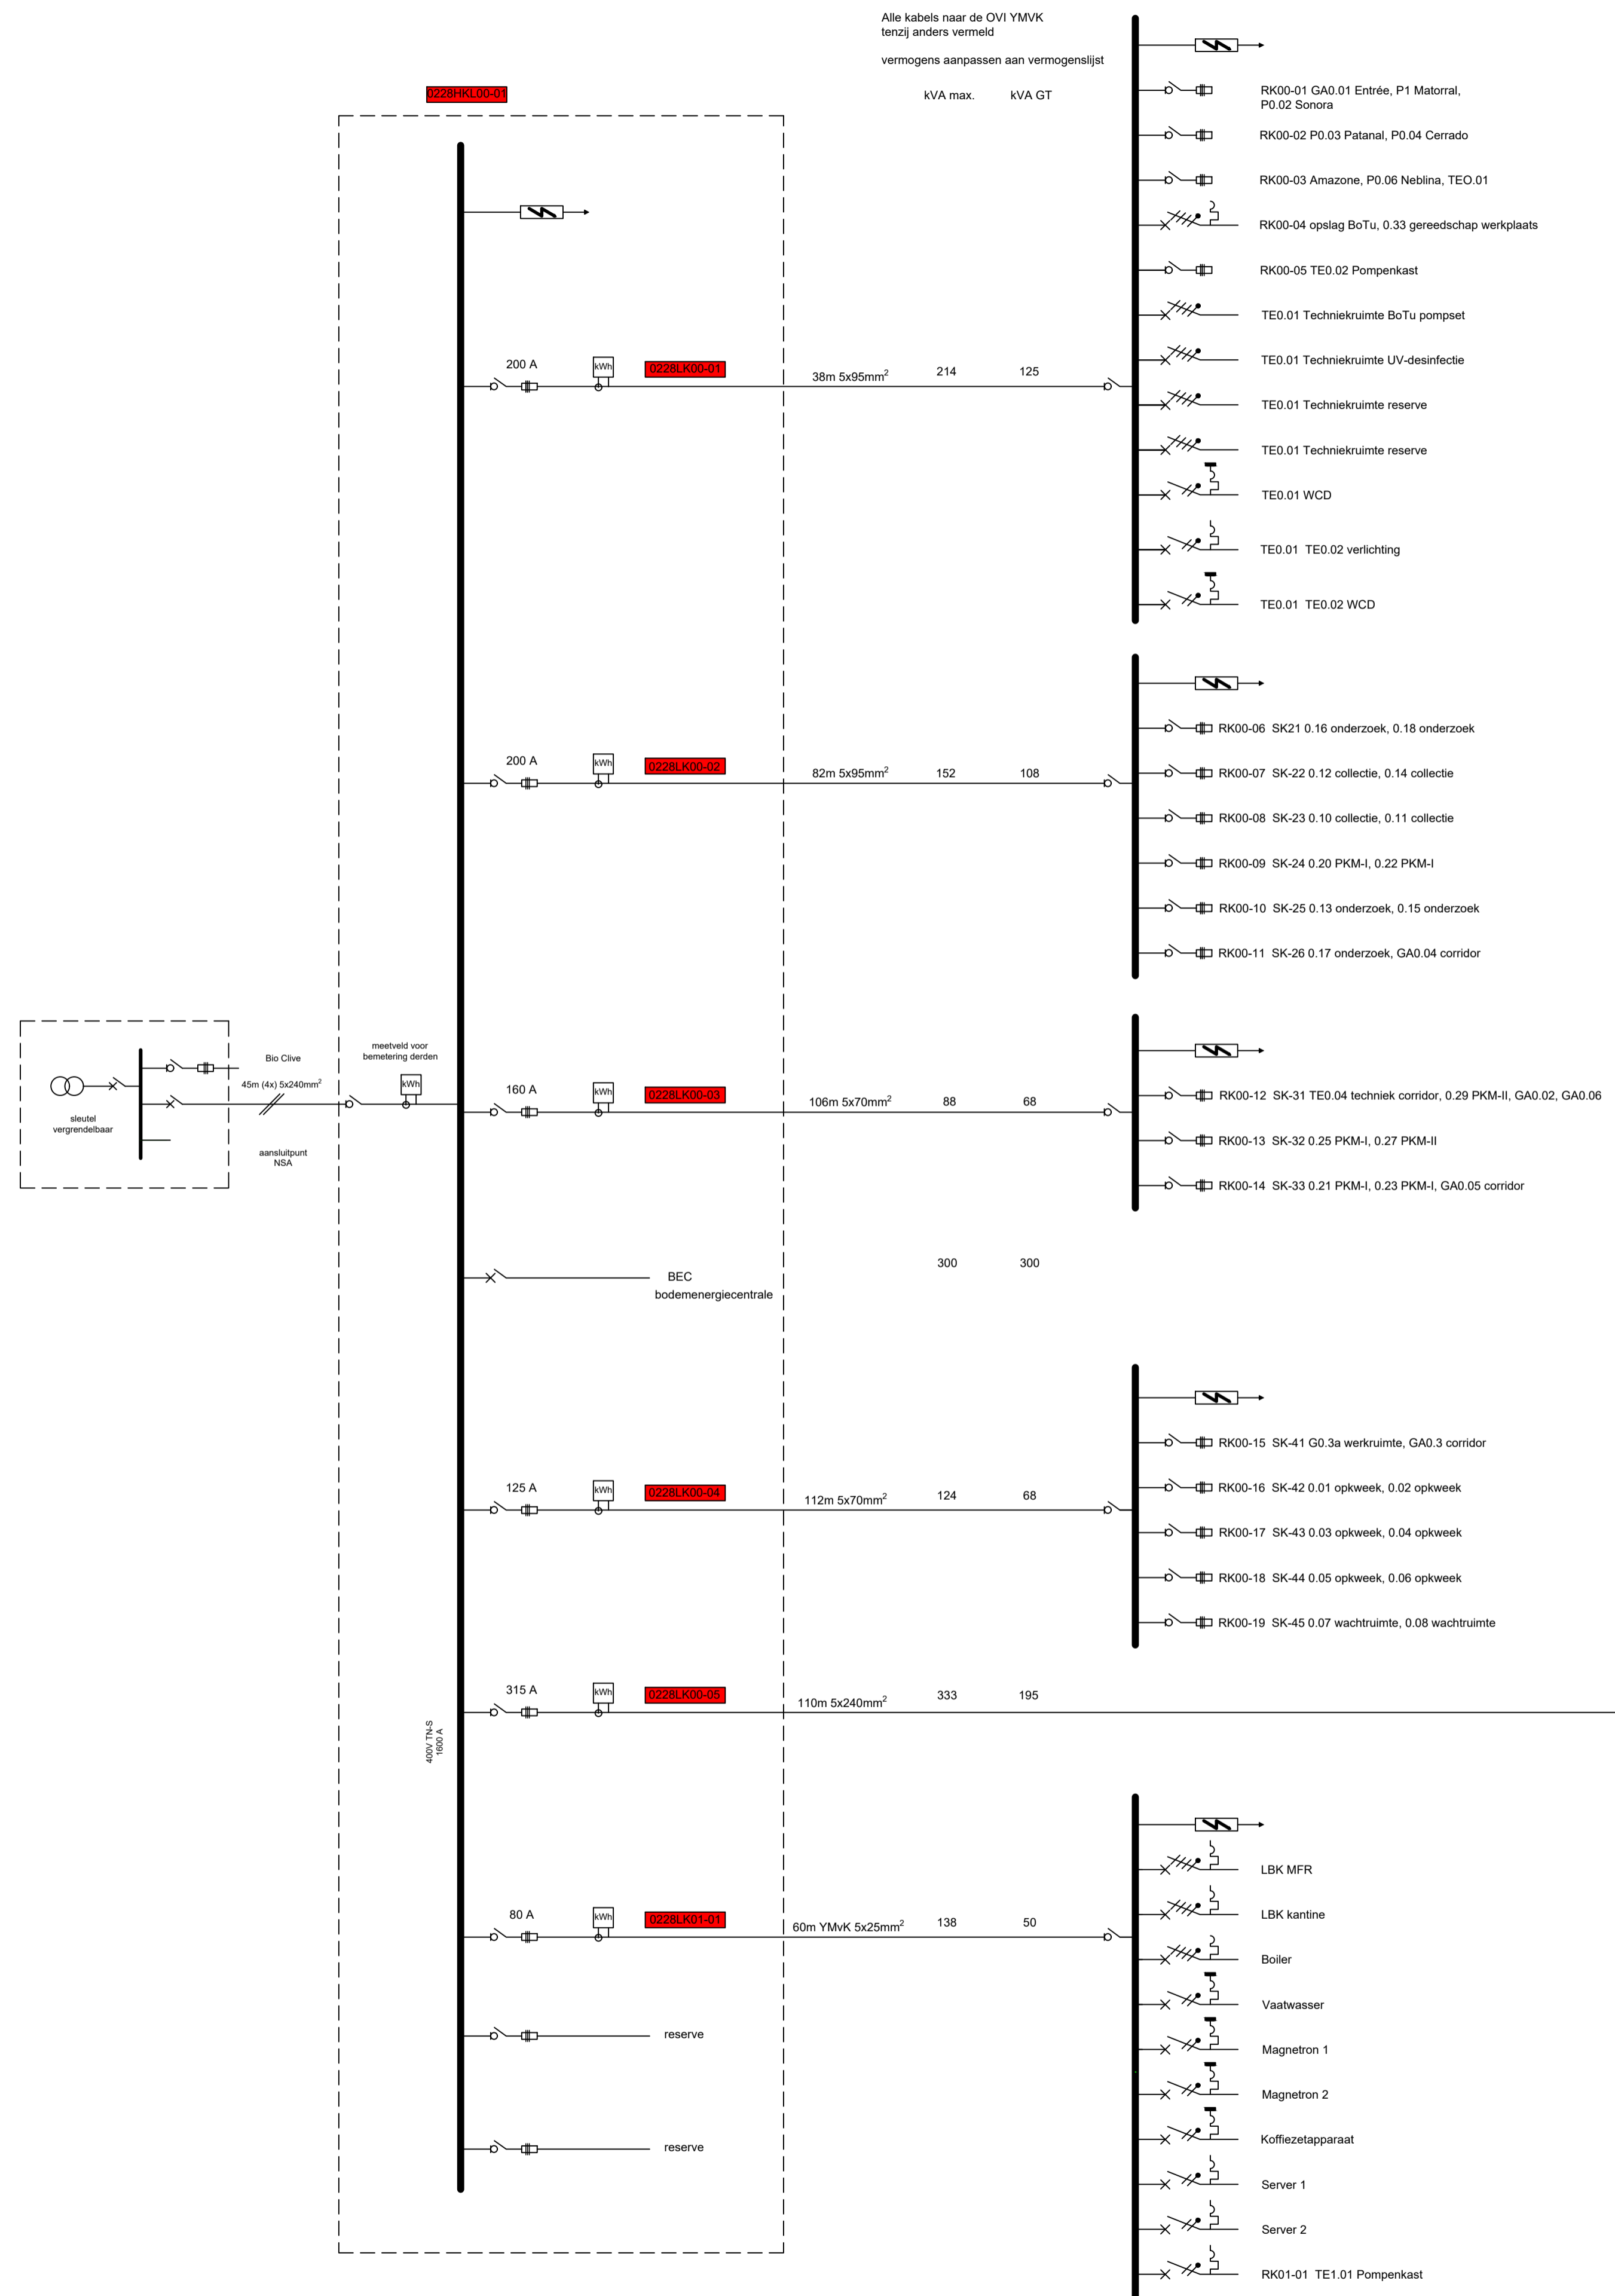 Alle kabels naar de OVI YMVK
tenzij anders vermeld
vermogens aanpassen aan vermogenslijst
kVA max. kVA GT
0228HKL00-01
RK00-01 GA0.01 Entrée, P1 Matorral,
P0.02 Sonora
RK00-02 P0.03 Patanal, P0.04 Cerrado
RK00-03 Amazone, P0.06 Neblina, TEO.01
RK00-04 opslag BoTu, 0.33 gereedschap werkplaats
RK00-05 TE0.02 Pompenkast
TE0.01 Techniekruimte BoTu pompset
TE0.01 Techniekruimte UV-desinfectie
TE0.01 Techniekruimte reserve
TE0.01 Techniekruimte reserve
TE0.01 WCD
TE0.01 TE0.02 verlichting
TE0.01 TE0.02 WCD
200 A kWh 0228LK00-01 38m 5x95mm² 214 125
200 A kWh 0228LK00-02 82m 5x95mm² 152 108
RK00-06 SK21 0.16 onderzoek, 0.18 onderzoek
RK00-07 SK-22 0.12 collectie, 0.14 collectie
RK00-08 SK-23 0.10 collectie, 0.11 collectie
RK00-09 SK-24 0.20 PKM-I, 0.22 PKM-I
RK00-10 SK-25 0.13 onderzoek, 0.15 onderzoek
RK00-11 SK-26 0.17 onderzoek, GA0.04 corridor
sleutel
vergrendelbaar
Bio Clive
45m (4x) 5x240mm²
aansluitpunt
NSA
meetveld voor
bemetering derden
kWh
160 A kWh 0228LK00-03 106m 5x70mm² 88 68
RK00-12 SK-31 TE0.04 techniek corridor, 0.29 PKM-II, GA0.02, GA0.06
RK00-13 SK-32 0.25 PKM-I, 0.27 PKM-II
RK00-14 SK-33 0.21 PKM-I, 0.23 PKM-I, GA0.05 corridor
BEC 300 300
bodemenergiecentrale
125 A kWh 0228LK00-04 112m 5x70mm² 124 68
RK00-15 SK-41 G0.3a werkruimte, GA0.3 corridor
RK00-16 SK-42 0.01 opkweek, 0.02 opkweek
RK00-17 SK-43 0.03 opkweek, 0.04 opkweek
RK00-18 SK-44 0.05 opkweek, 0.06 opkweek
RK00-19 SK-45 0.07 wachtruimte, 0.08 wachtruimte
315 A kWh 0228LK00-05 110m 5x240mm² 333 195
400V TN-S
1600 A
80 A kWh 0228LK01-01 60m YMvK 5x25mm² 138 50
LBK MFR
LBK kantine
Boiler
Vaatwasser
Magnetron 1
Magnetron 2
Koffiezetapparaat
Server 1
Server 2
RK01-01 TE1.01 Pompenkast
reserve
reserve